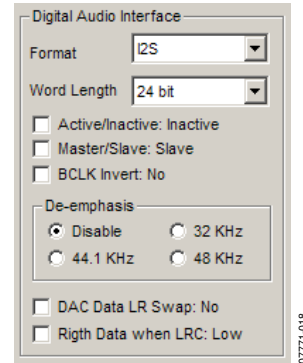 Digital Audio Interface
Format I2S
Word Length 24 bit
Active/Inactive: Inactive
Master/Slave: Slave
BCLK Invert: No
De-emphasis
Disable 32 KHz
44.1 KHz 48 KHz
DAC Data LR Swap: No
Rigth Data when LRC: Low
07771-018